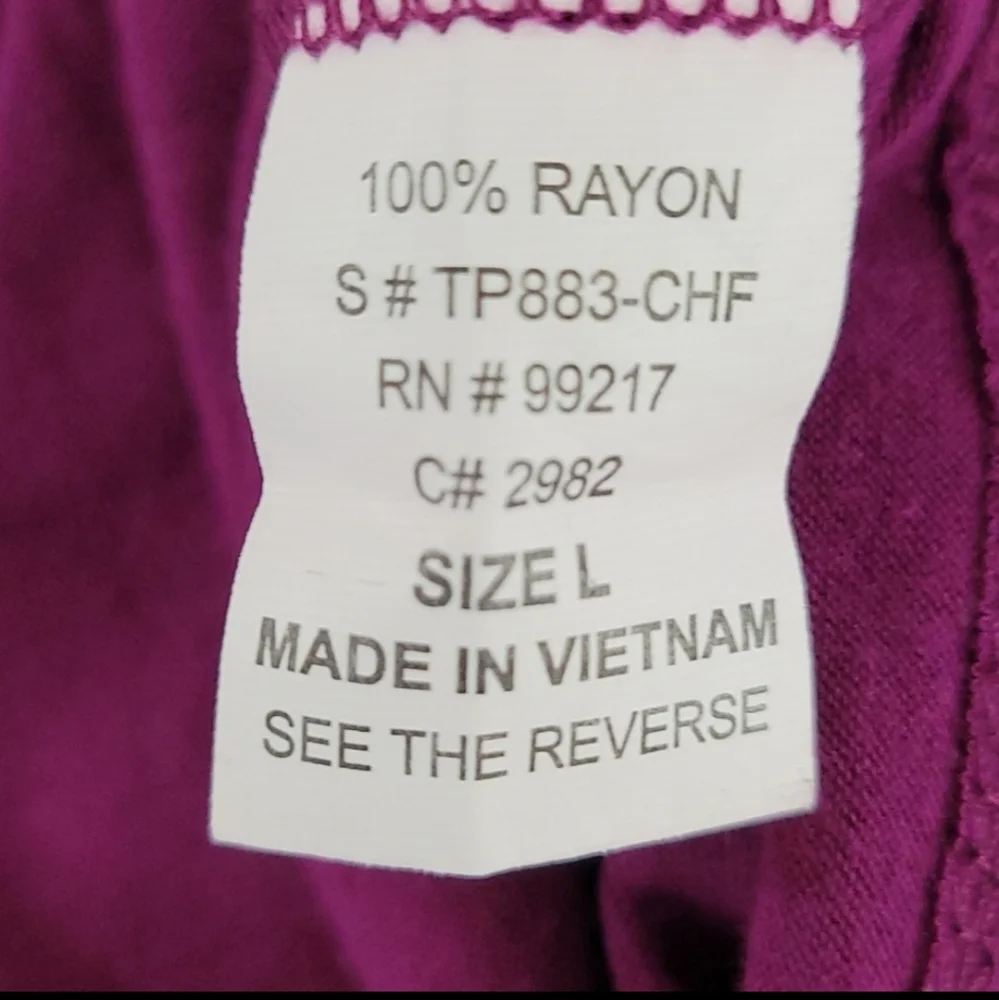 100% RAYON
S # TP883-CHF
RN # 99217
C# 2982
SIZE L
MADE IN VIETNAM
SEE THE REVERSE